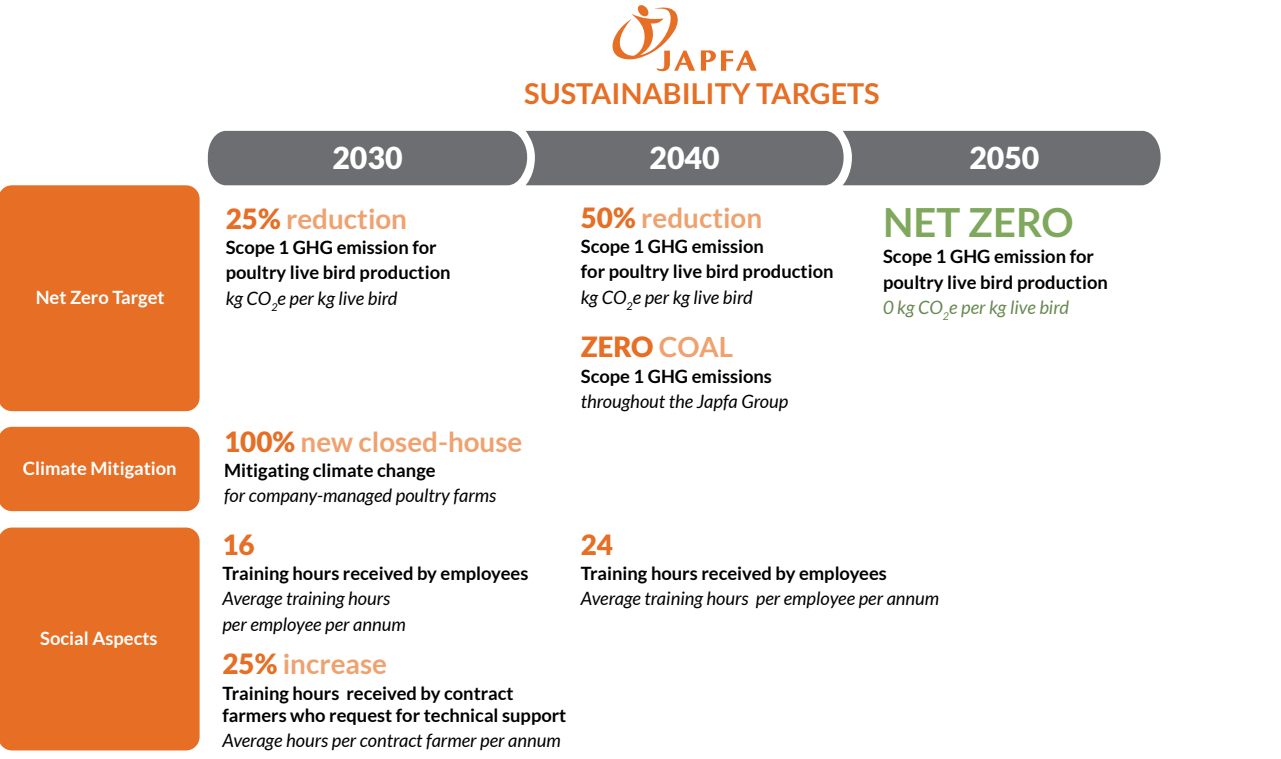 JAPFA
SUSTAINABILITY TARGETS
2030
2040
2050
Net Zero Target
25% reduction
Scope 1 GHG emission for
poultry live bird production
kg CO₂e per kg live bird
50% reduction
Scope 1 GHG emission
for poultry live bird production
kg CO₂e per kg live bird
ZERO COAL
Scope 1 GHG emissions
throughout the Japfa Group
NET ZERO
Scope 1 GHG emission for
poultry live bird production
0 kg CO₂e per kg live bird
Climate Mitigation
100% new closed-house
Mitigating climate change
for company-managed poultry farms
Social Aspects
16
Training hours received by employees
Average training hours
per employee per annum
25% increase
Training hours received by contract
farmers who request for technical support
Average hours per contract farmer per annum
24
Training hours received by employees
Average training hours per employee per annum